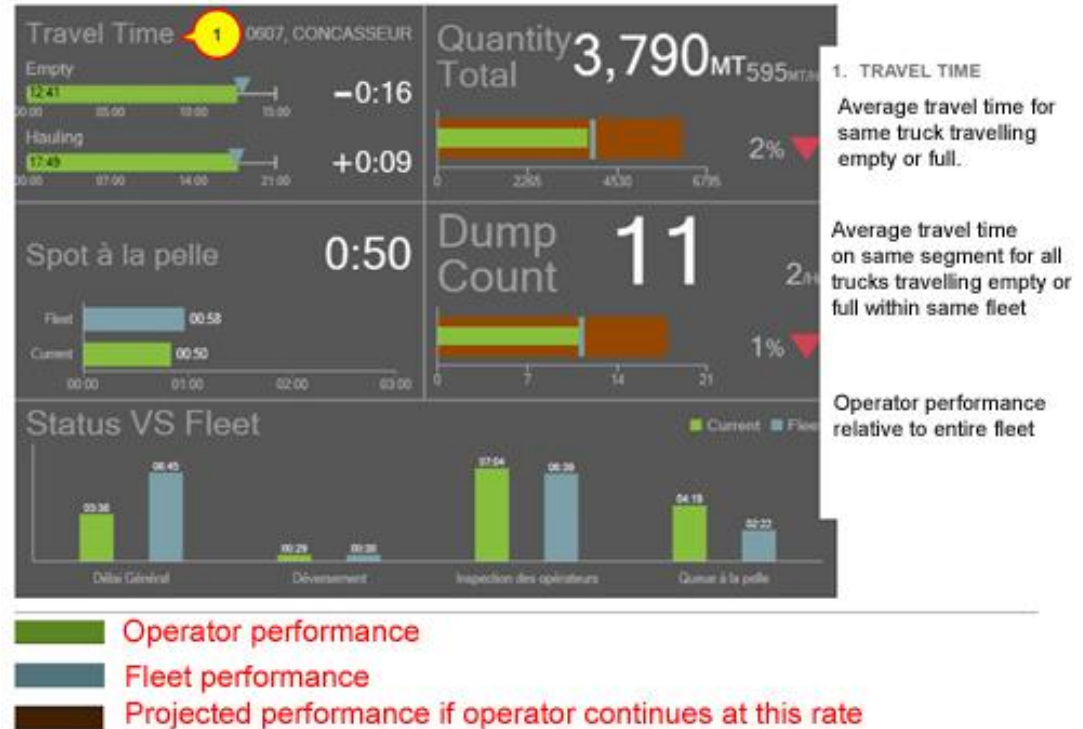 Travel Time
1
0607, CONCASSEUR
Empty
12:41
00:00 05:00 10:00 15:00
-0:16
Hauling
17:49
00:00 07:00 14:00 21:00
+0:09
Quantity
Total
3,790MT
595MT/H
2%
0 2265 4530 6795
Spot à la pelle
0:50
Fleet 00:58
Current 00:50
00:00 01:00 02:00 03:00
Dump
Count
11
2/H
1%
0 7 14 21
Status VS Fleet
Current Fleet
03:36 06:45
00:29 00:30
07:04 06:39
04:19 02:22
Délai Général Déversement Inspection des opérateurs Queue à la pelle
1. TRAVEL TIME
Average travel time for
same truck travelling
empty or full.
Average travel time
on same segment for all
trucks travelling empty or
full within same fleet
Operator performance
relative to entire fleet
Operator performance
Fleet performance
Projected performance if operator continues at this rate